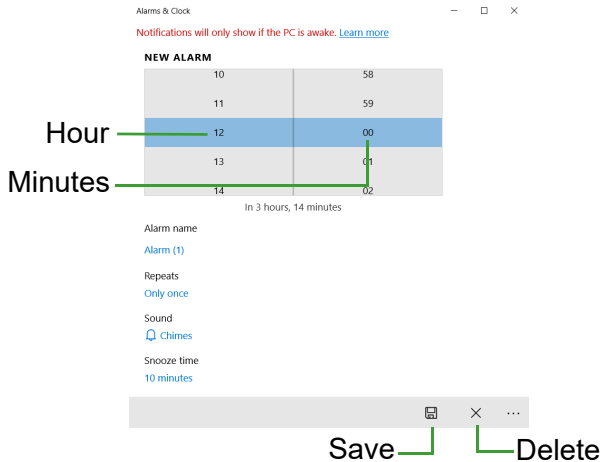 Alarms & Clock
Notifications will only show if the PC is awake. Learn more
NEW ALARM
10 58
11 59
Hour 12 00
13 01
Minutes
14 02
In 3 hours, 14 minutes
Alarm name
Alarm (1)
Repeats
Only once
Sound
Chimes
Snooze time
10 minutes
...
Save Delete